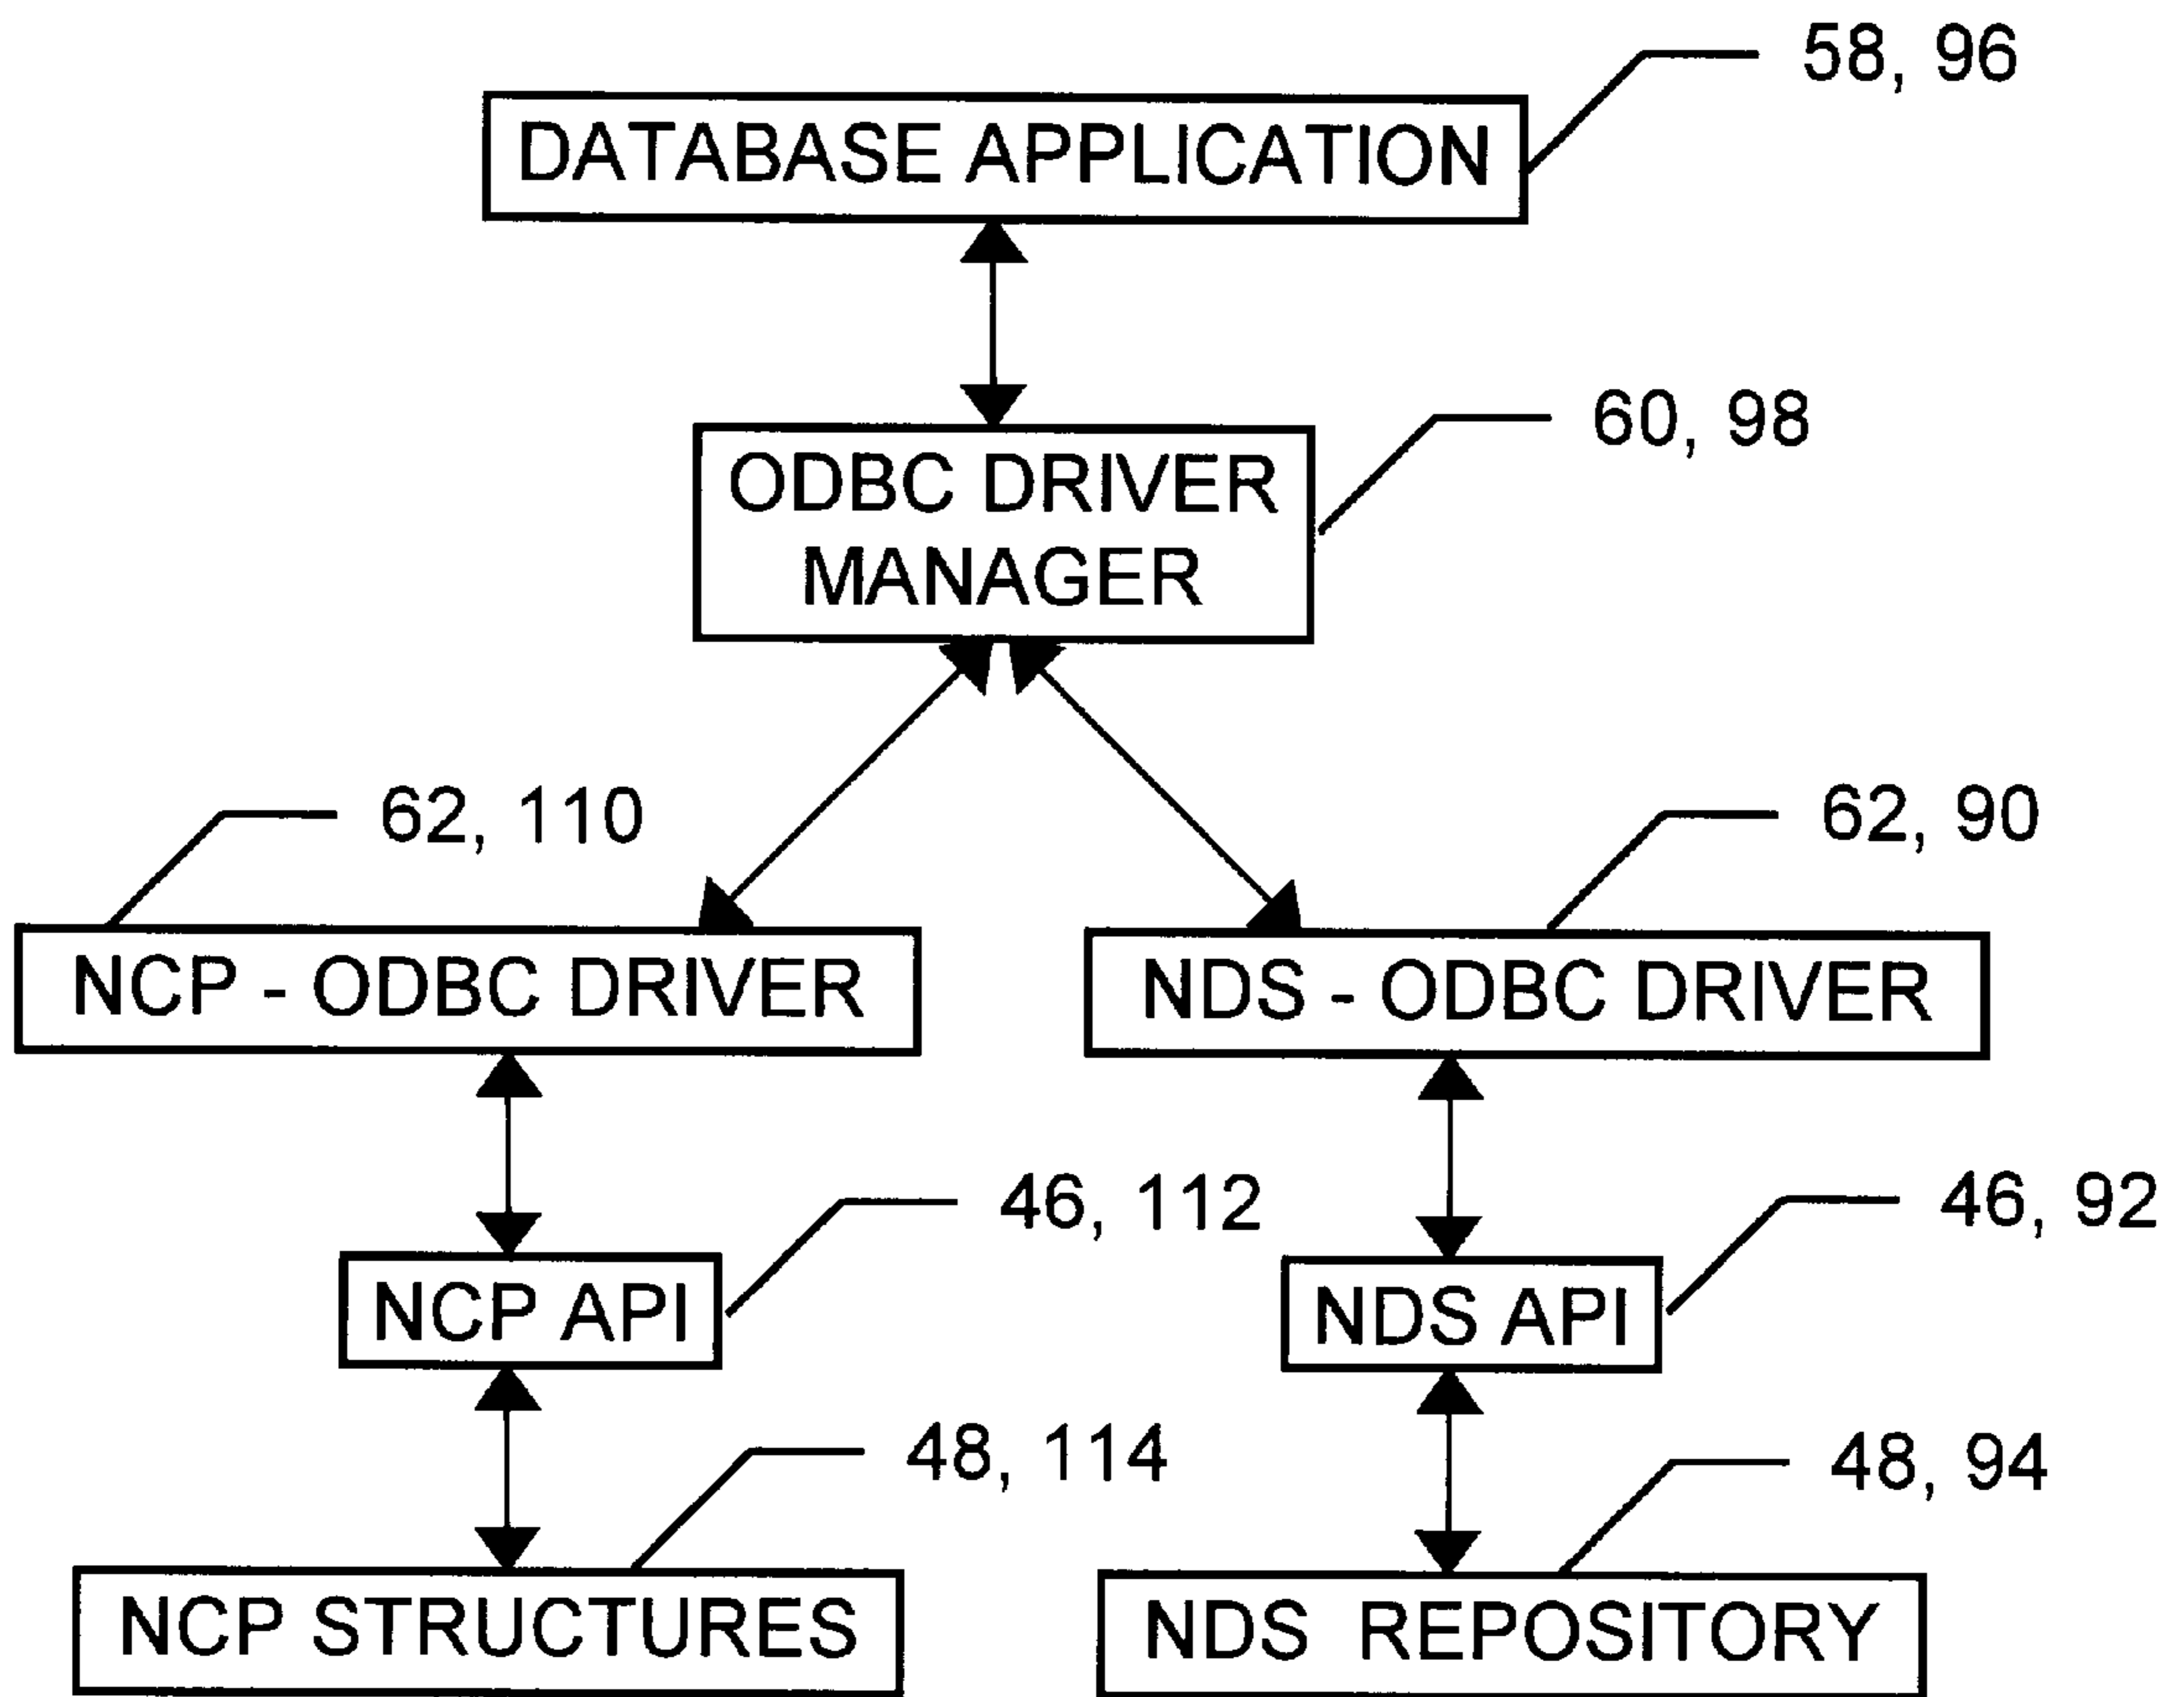 58, 96
DATABASE APPLICATION
60, 98
ODBC DRIVER
MANAGER
62, 110
62, 90
NCP - ODBC DRIVER
NDS - ODBC DRIVER
46, 112
46, 92
NCP API
NDS API
48, 114
48, 94
NCP STRUCTURES
NDS REPOSITORY